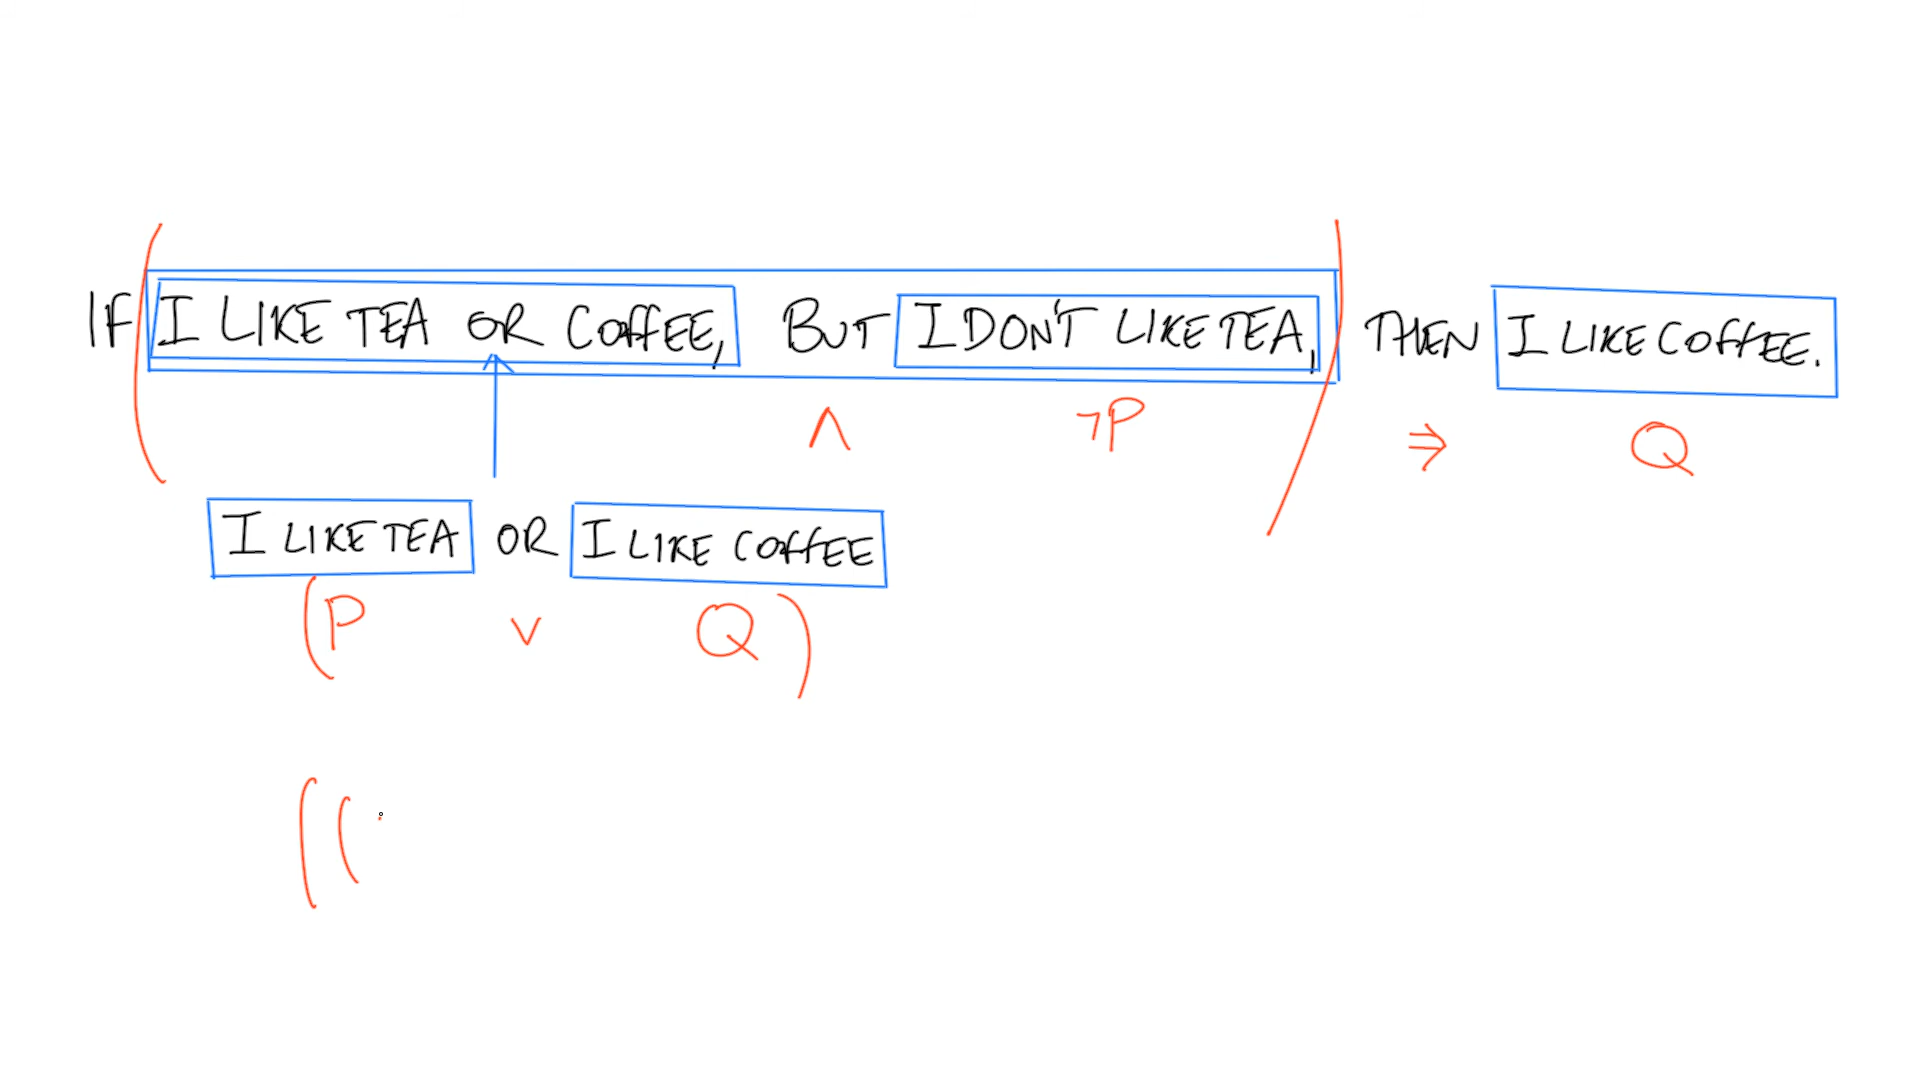 IF (I LIKE TEA OR COFFEE, BUT I DON'T LIKE TEA,) THEN I LIKE COFFEE.
∧ ¬P ⇒ Q
I LIKE TEA OR I LIKE COFFEE
(P ∨ Q)
((